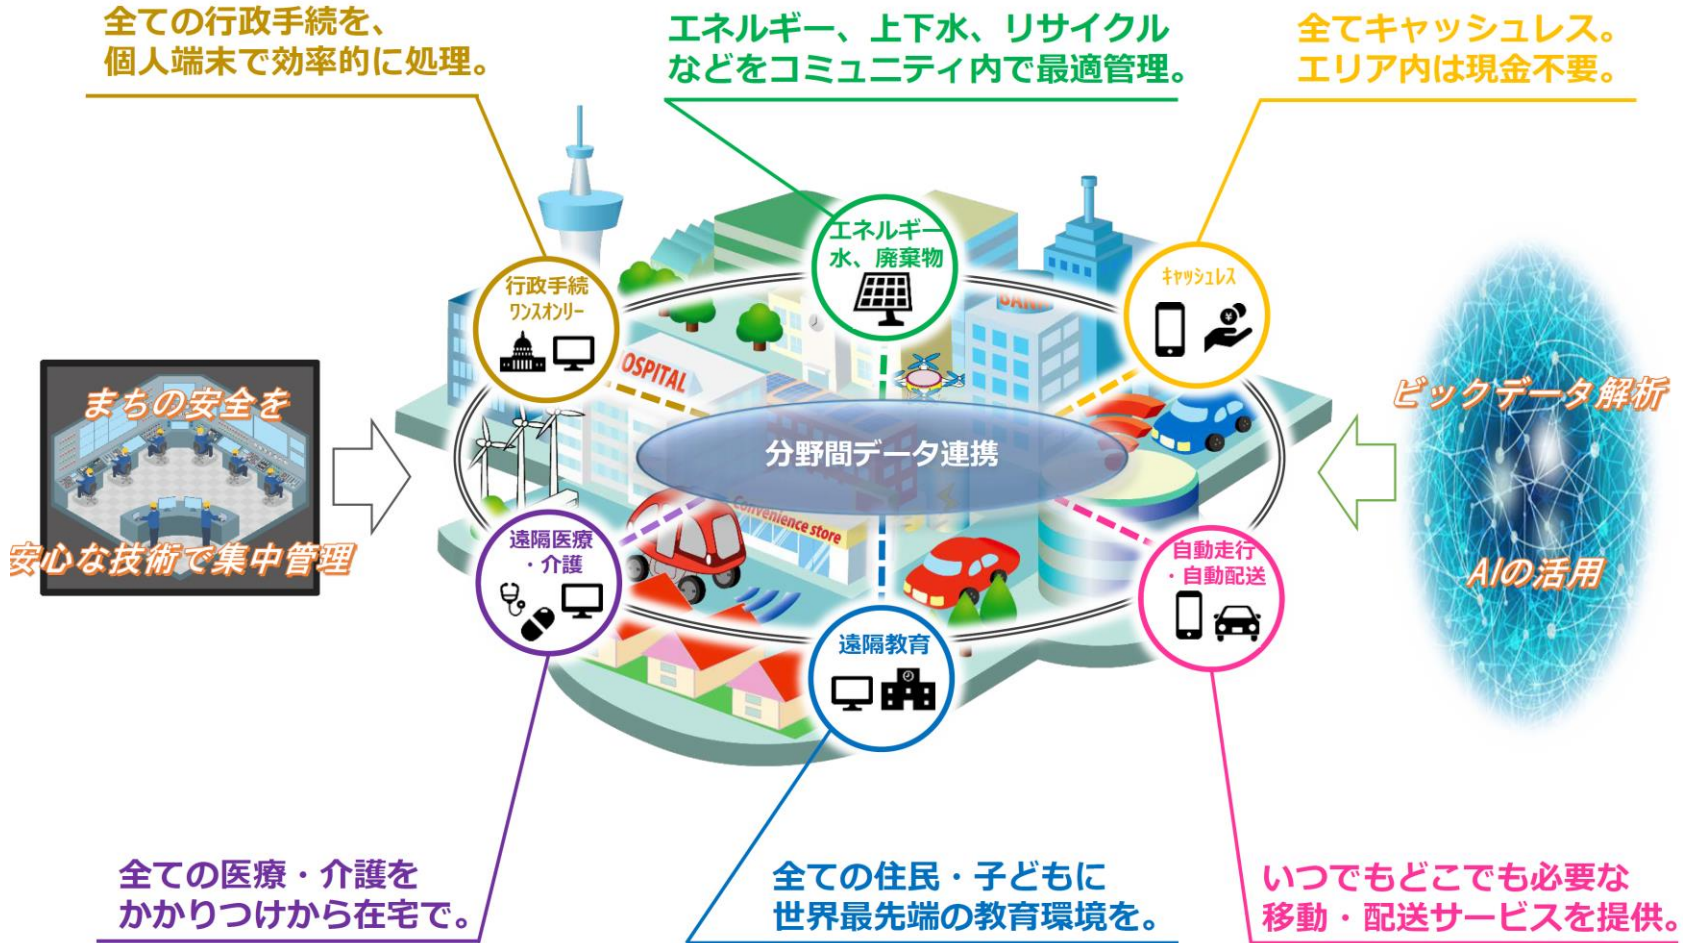 全ての行政手続を、
個人端末で効率的に処理。
エネルギー、上下水、リサイクル
などをコミュニティ内で最適管理。
全てキャッシュレス。
エリア内は現金不要。
エネルギー
水、廃棄物
行政手続
ワンスオンリー
キャッシュレス
¥
BANK
HOSPITAL
まちの安全を
安心な技術で集中管理
分野間データ連携
ビックデータ解析
AIの活用
Convenience store
遠隔医療
・介護
自動走行
・自動配送
遠隔教育
全ての医療・介護を
かかりつけから在宅で。
全ての住民・子どもに
世界最先端の教育環境を。
いつでもどこでも必要な
移動・配送サービスを提供。